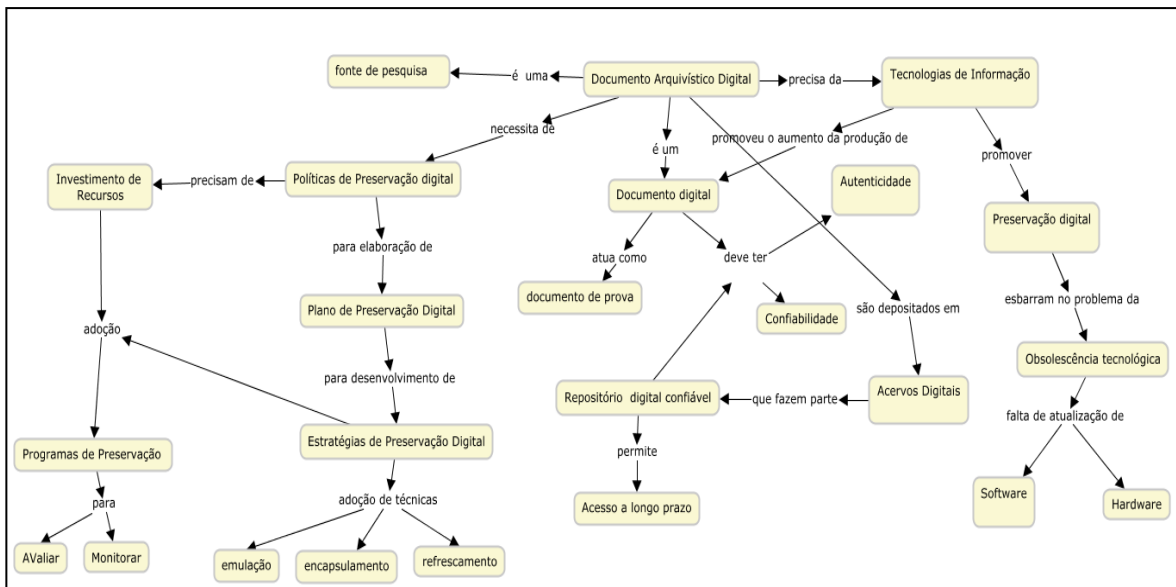 fonte de pesquisa
é uma
Documento Arquivístico Digital
precisa da
Tecnologias de Informação
necessita de
é um
promoveu o aumento da produção de
promover
Investimento de
Recursos
precisam de
Políticas de Preservação digital
Documento digital
Autenticidade
Preservação digital
para elaboração de
atua como
deve ter
documento de prova
Plano de Preservação Digital
Confiabilidade
são depositados em
esbarram no problema da
adoção
Obsolescência tecnológica
para desenvolvimento de
Repositório digital confiável
que fazem parte
Acervos Digitais
falta de atualização de
Programas de Preservação
Estratégias de Preservação Digital
permite
Software
Hardware
para
adoção de técnicas
Acesso a longo prazo
AValiar
Monitorar
emulação
encapsulamento
refrescamento